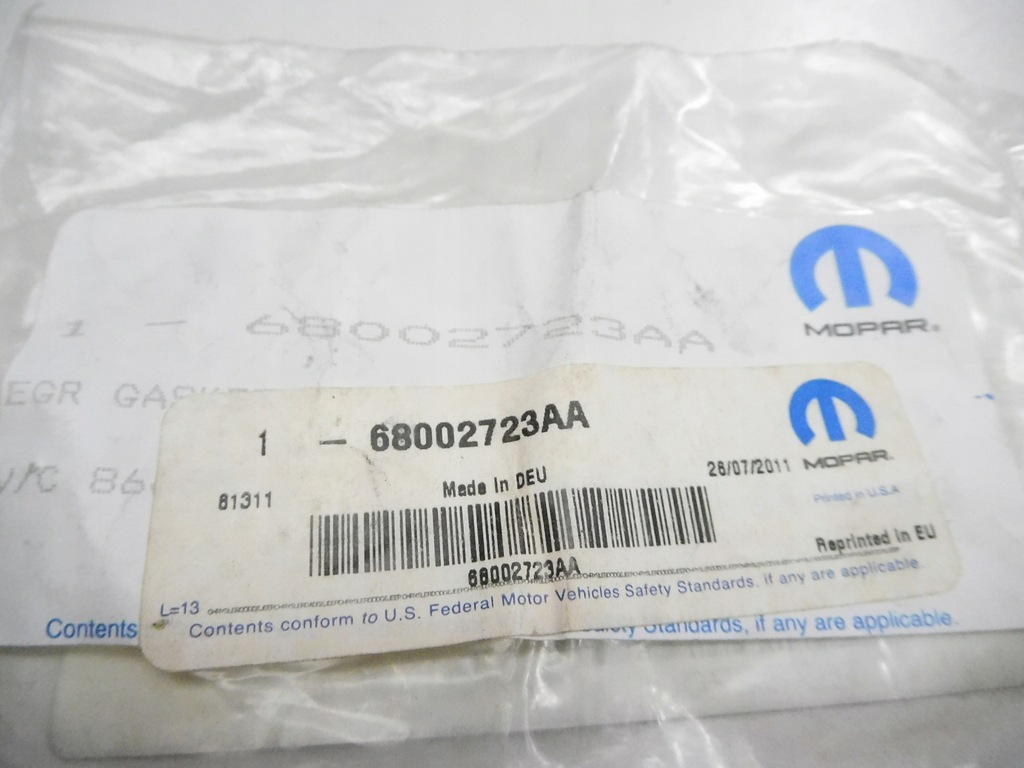 1 - 68002723AA
MOPAR®
EGR
1 - 68002723AA
MOPAR®
81311
Made In DEU
26/07/2011
Printed in U.S.A
68002723AA
Reprinted in EU
L=13
Contents conform to U.S. Federal Motor Vehicles Safety Standards, if any are applicable.
Contents
Standards, if any are applicable.